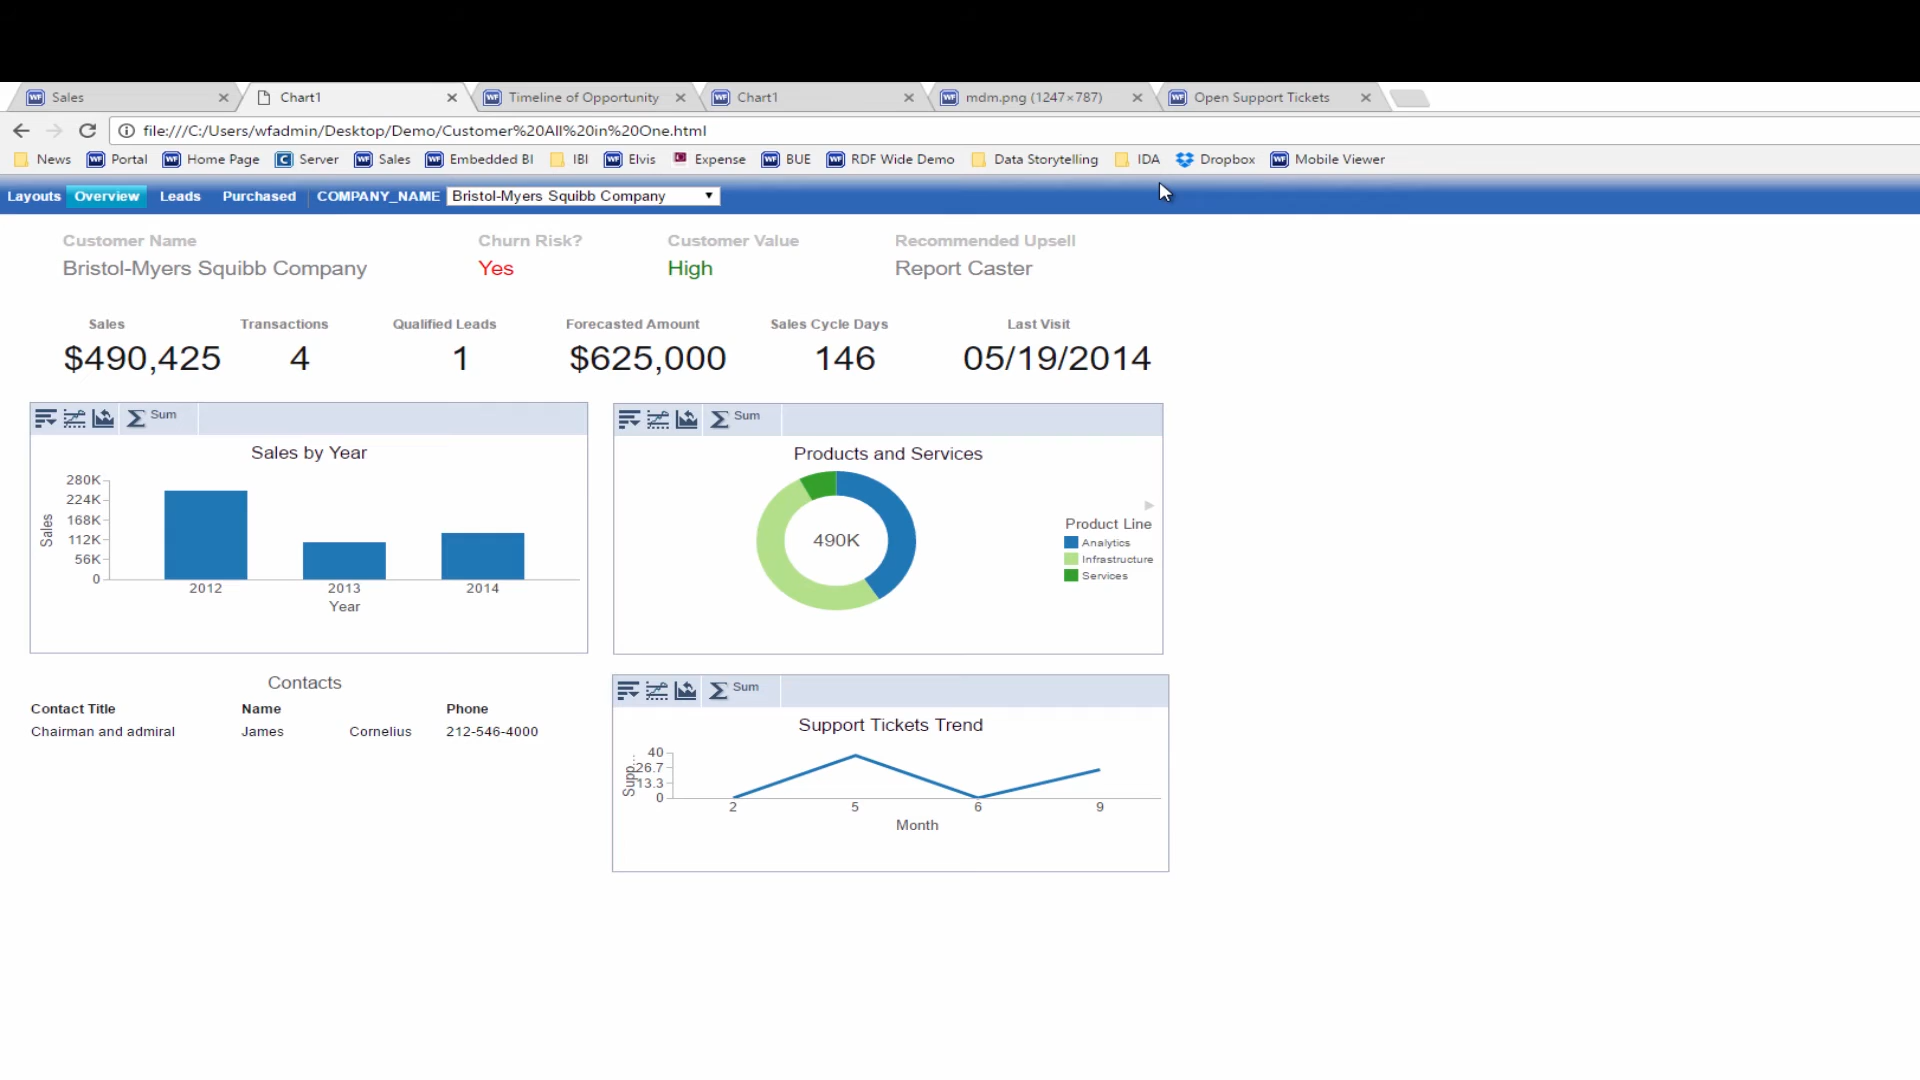 Sales Chart1 Timeline of Opportunity Chart1 mdm.png (1247×787) Open Support Tickets
file:///C:/Users/wfadmin/Desktop/Demo/Customer%20All%20in%20One.html
News Portal Home Page Server Sales Embedded BI IBI Elvis Expense BUE RDF Wide Demo Data Storytelling IDA Dropbox Mobile Viewer
Layouts Overview Leads Purchased COMPANY_NAME Bristol-Myers Squibb Company
Customer Name Churn Risk? Customer Value Recommended Upsell
Bristol-Myers Squibb Company Yes High Report Caster
Sales Transactions Qualified Leads Forecasted Amount Sales Cycle Days Last Visit
$490,425 4 1 $625,000 146 05/19/2014
Sum
Sales by Year
280K
224K
168K
112K
56K
0
Sales
2012 2013 2014
Year
Sum
Products and Services
490K
Product Line
Analytics
Infrastructure
Services
Contacts
Contact Title Name Phone
Chairman and admiral James Cornelius 212-546-4000
Sum
Support Tickets Trend
40
26.7
13.3
0
Supp...
2 5 6 9
Month